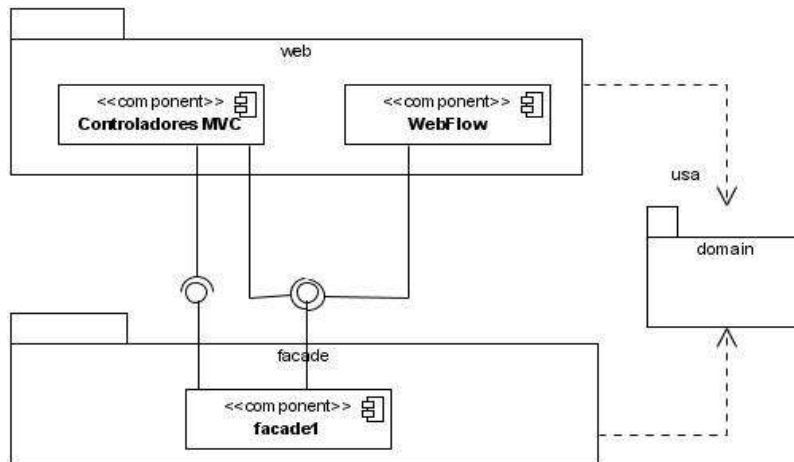 web
<<component>>
Controladores MVC
<<component>>
WebFlow
usa
domain
facade
<<component>>
facade1